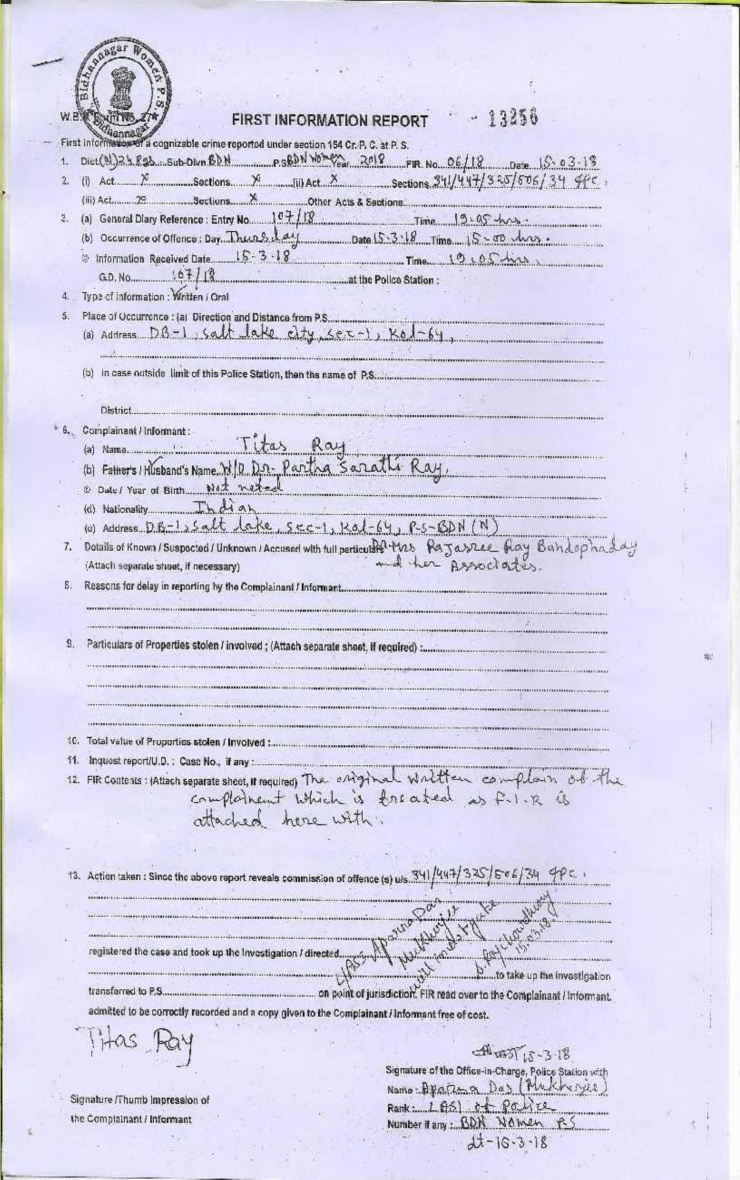 Bidhannagar Women P.S.
Bidhannagar
W.B. Form No. 27
FIRST INFORMATION REPORT - 13256
First Information of a cognizable crime reported under section 154 Cr. P. C. at P. S.
1. Dist (N) 24 Pgs Sub-Divn BDN P.S BDN Women Year 2018 FIR. No. 06/18 Date 15-03-18
2. (i) Act X Sections X (ii) Act X Sections 341/447/325/506/34 IPC.
(iii) Act X Sections X Other Acts & Sections
3. (a) General Diary Reference : Entry No 107/18 Time 19.05 hrs.
(b) Occurrence of Offence : Day Thursday Date 15-3-18 Time 15-00 hrs.
© Information Received Date 15-3-18 Time 19.05 hrs.
G.D. No. 107/18 at the Police Station :
4. Type of Information : Written / Oral
5. Place of Occurrence : (a) Direction and Distance from P.S.
(a) Address DB-1, Salt lake city, sec-1, Kol-64,
(b) In case outside limit of this Police Station, then the name of P.S.
District
6. Complainant / Informant :
(a) Name Titas Ray
(b) Father's / Husband's Name W/O Dr. Partha Sarathi Ray,
© Date / Year of Birth Not noted
(d) Nationality Indian
(e) Address DB-1, Salt lake, sec-1, Kol-64, P.S-BDN (N)
7. Details of Known / Suspected / Unknown / Accused with full particulars Mrs Rajasree Ray Bandophaday
(Attach separate sheet, if necessary) and her Associates.
8. Reasons for delay in reporting by the Complainant / Informant
9. Particulars of Properties stolen / involved ; (Attach separate sheet, if required) :
10. Total value of Properties stolen / Involved :
11. Inquest report/U.D. : Case No., if any :
12. FIR Contents : (Attach separate sheet, if required) The original written complain of the
complainent which is treated as F.I.R is
attached here with.
13. Action taken : Since the above report reveals commission of offence (s) u/s. 341/447/325/506/34 IPC.
L/ASI Aparna Das
Mukherjee
will investigate
S. Raychoudhury
15.03.18
registered the case and took up the Investigation / directed
to take up the investigation
transferred to P.S. on point of jurisdiction. FIR read over to the Complainant / Informant,
admitted to be correctly recorded and a copy given to the Complainant / Informant free of cost.
Titas Ray
15-3-18
Signature of the Office-in-Charge, Police Station with
Name : Aparna Das (Mukherjee)
Signature /Thumb Impression of
Rank : LASI of Police
the Complainant / Informant
Number if any : BDN Women P.S
dt-15-3-18